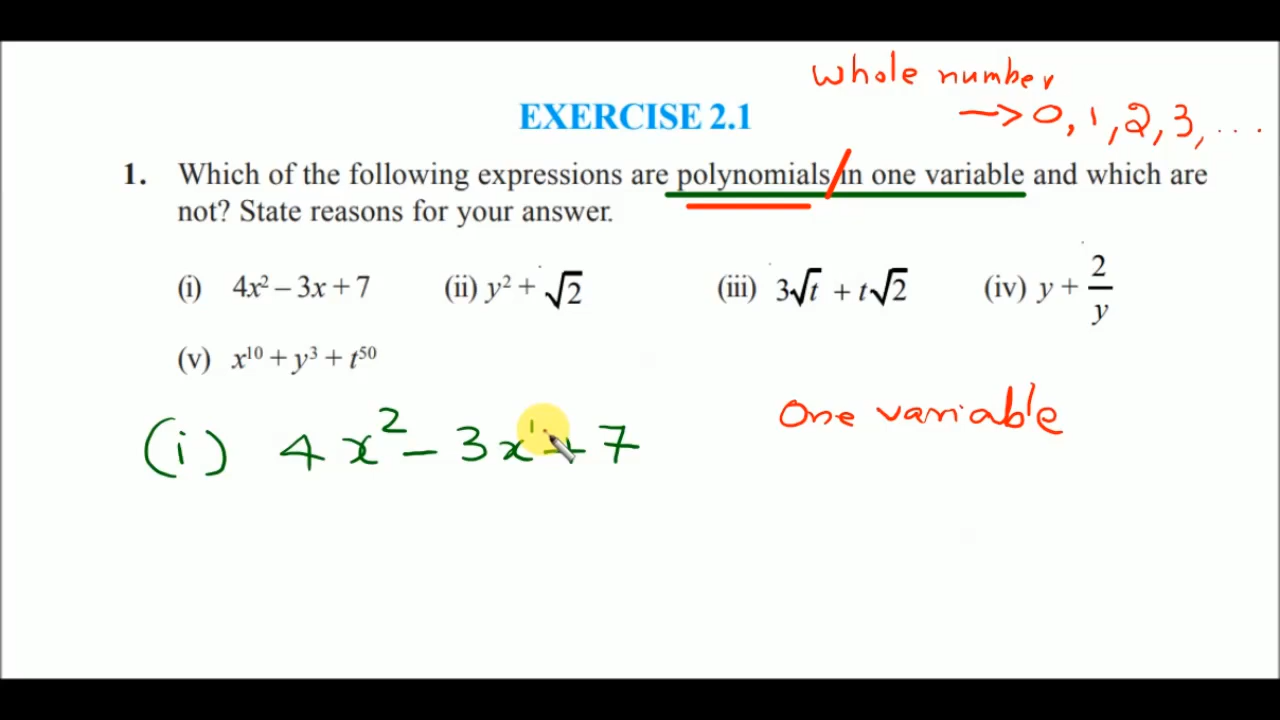 whole number
→ 0, 1, 2, 3, ...
EXERCISE 2.1
1. Which of the following expressions are polynomials / in one variable and which are
not? State reasons for your answer.
(i) 4x² – 3x + 7 (ii) y² + √2 (iii) 3√t + t√2 (iv) y + 2/y
(v) x¹⁰ + y³ + t⁵⁰
One variable
(i) 4x² – 3x¹ + 7